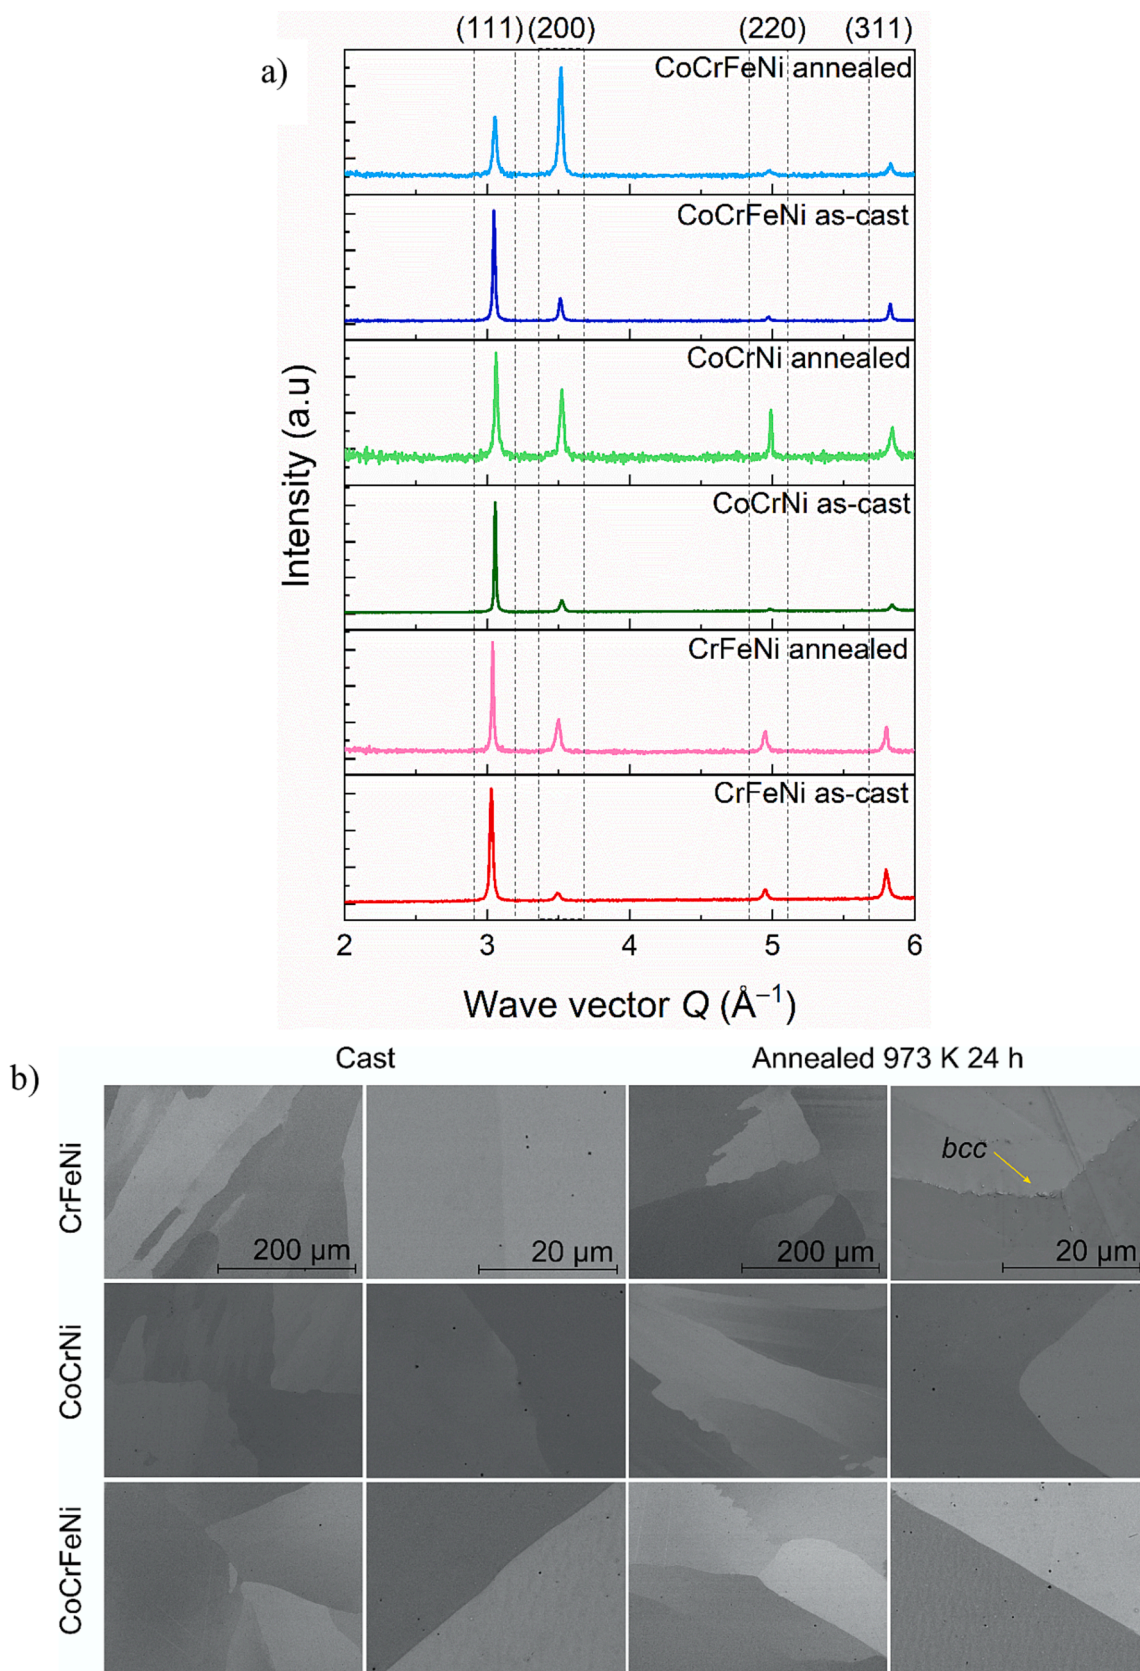 (111) (200) (220) (311)
a)
CoCrFeNi annealed
CoCrFeNi as-cast
CoCrNi annealed
CoCrNi as-cast
CrFeNi annealed
CrFeNi as-cast
Intensity (a.u)
2 3 4 5 6
Wave vector Q (Å⁻¹)
b)
Cast Annealed 973 K 24 h
CrFeNi
bcc
200 μm 20 μm 200 μm 20 μm
CoCrNi
CoCrFeNi